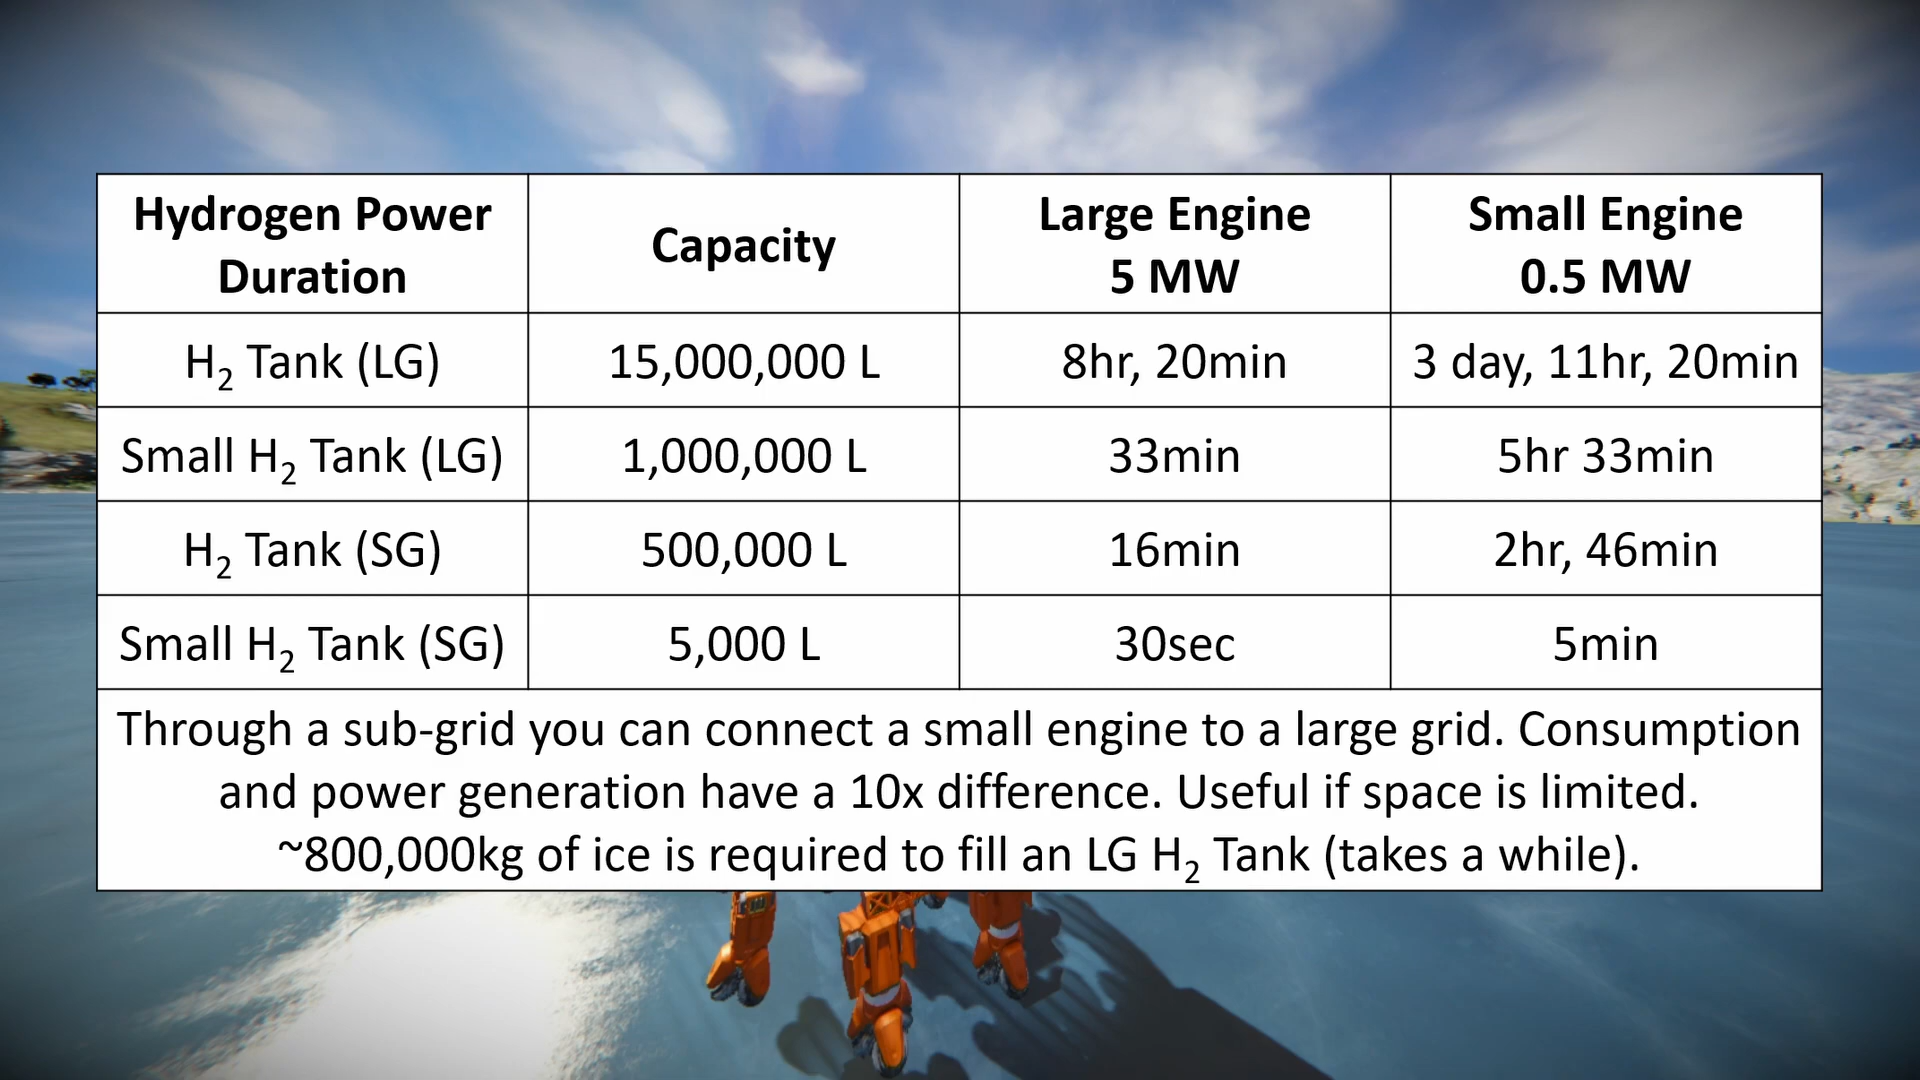 Hydrogen Power
Duration
Capacity
Large Engine
5 MW
Small Engine
0.5 MW
H₂ Tank (LG)
15,000,000 L
8hr, 20min
3 day, 11hr, 20min
Small H₂ Tank (LG)
1,000,000 L
33min
5hr 33min
H₂ Tank (SG)
500,000 L
16min
2hr, 46min
Small H₂ Tank (SG)
5,000 L
30sec
5min
Through a sub-grid you can connect a small engine to a large grid. Consumption
and power generation have a 10x difference. Useful if space is limited.
~800,000kg of ice is required to fill an LG H₂ Tank (takes a while).